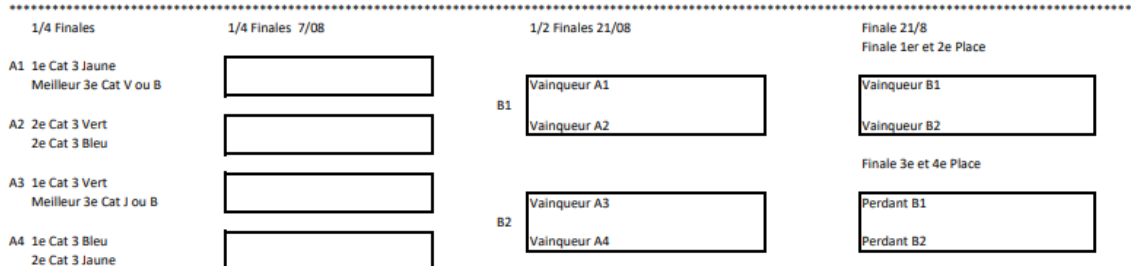 ********************************************************************************
1/4 Finales 1/4 Finales 7/08 1/2 Finales 21/08 Finale 21/8
Finale 1er et 2e Place
A1 1e Cat 3 Jaune
Meilleur 3e Cat V ou B Vainqueur A1 Vainqueur B1
B1
A2 2e Cat 3 Vert Vainqueur A2 Vainqueur B2
2e Cat 3 Bleu
Finale 3e et 4e Place
A3 1e Cat 3 Vert
Meilleur 3e Cat J ou B Vainqueur A3 Perdant B1
B2
A4 1e Cat 3 Bleu Vainqueur A4 Perdant B2
2e Cat 3 Jaune